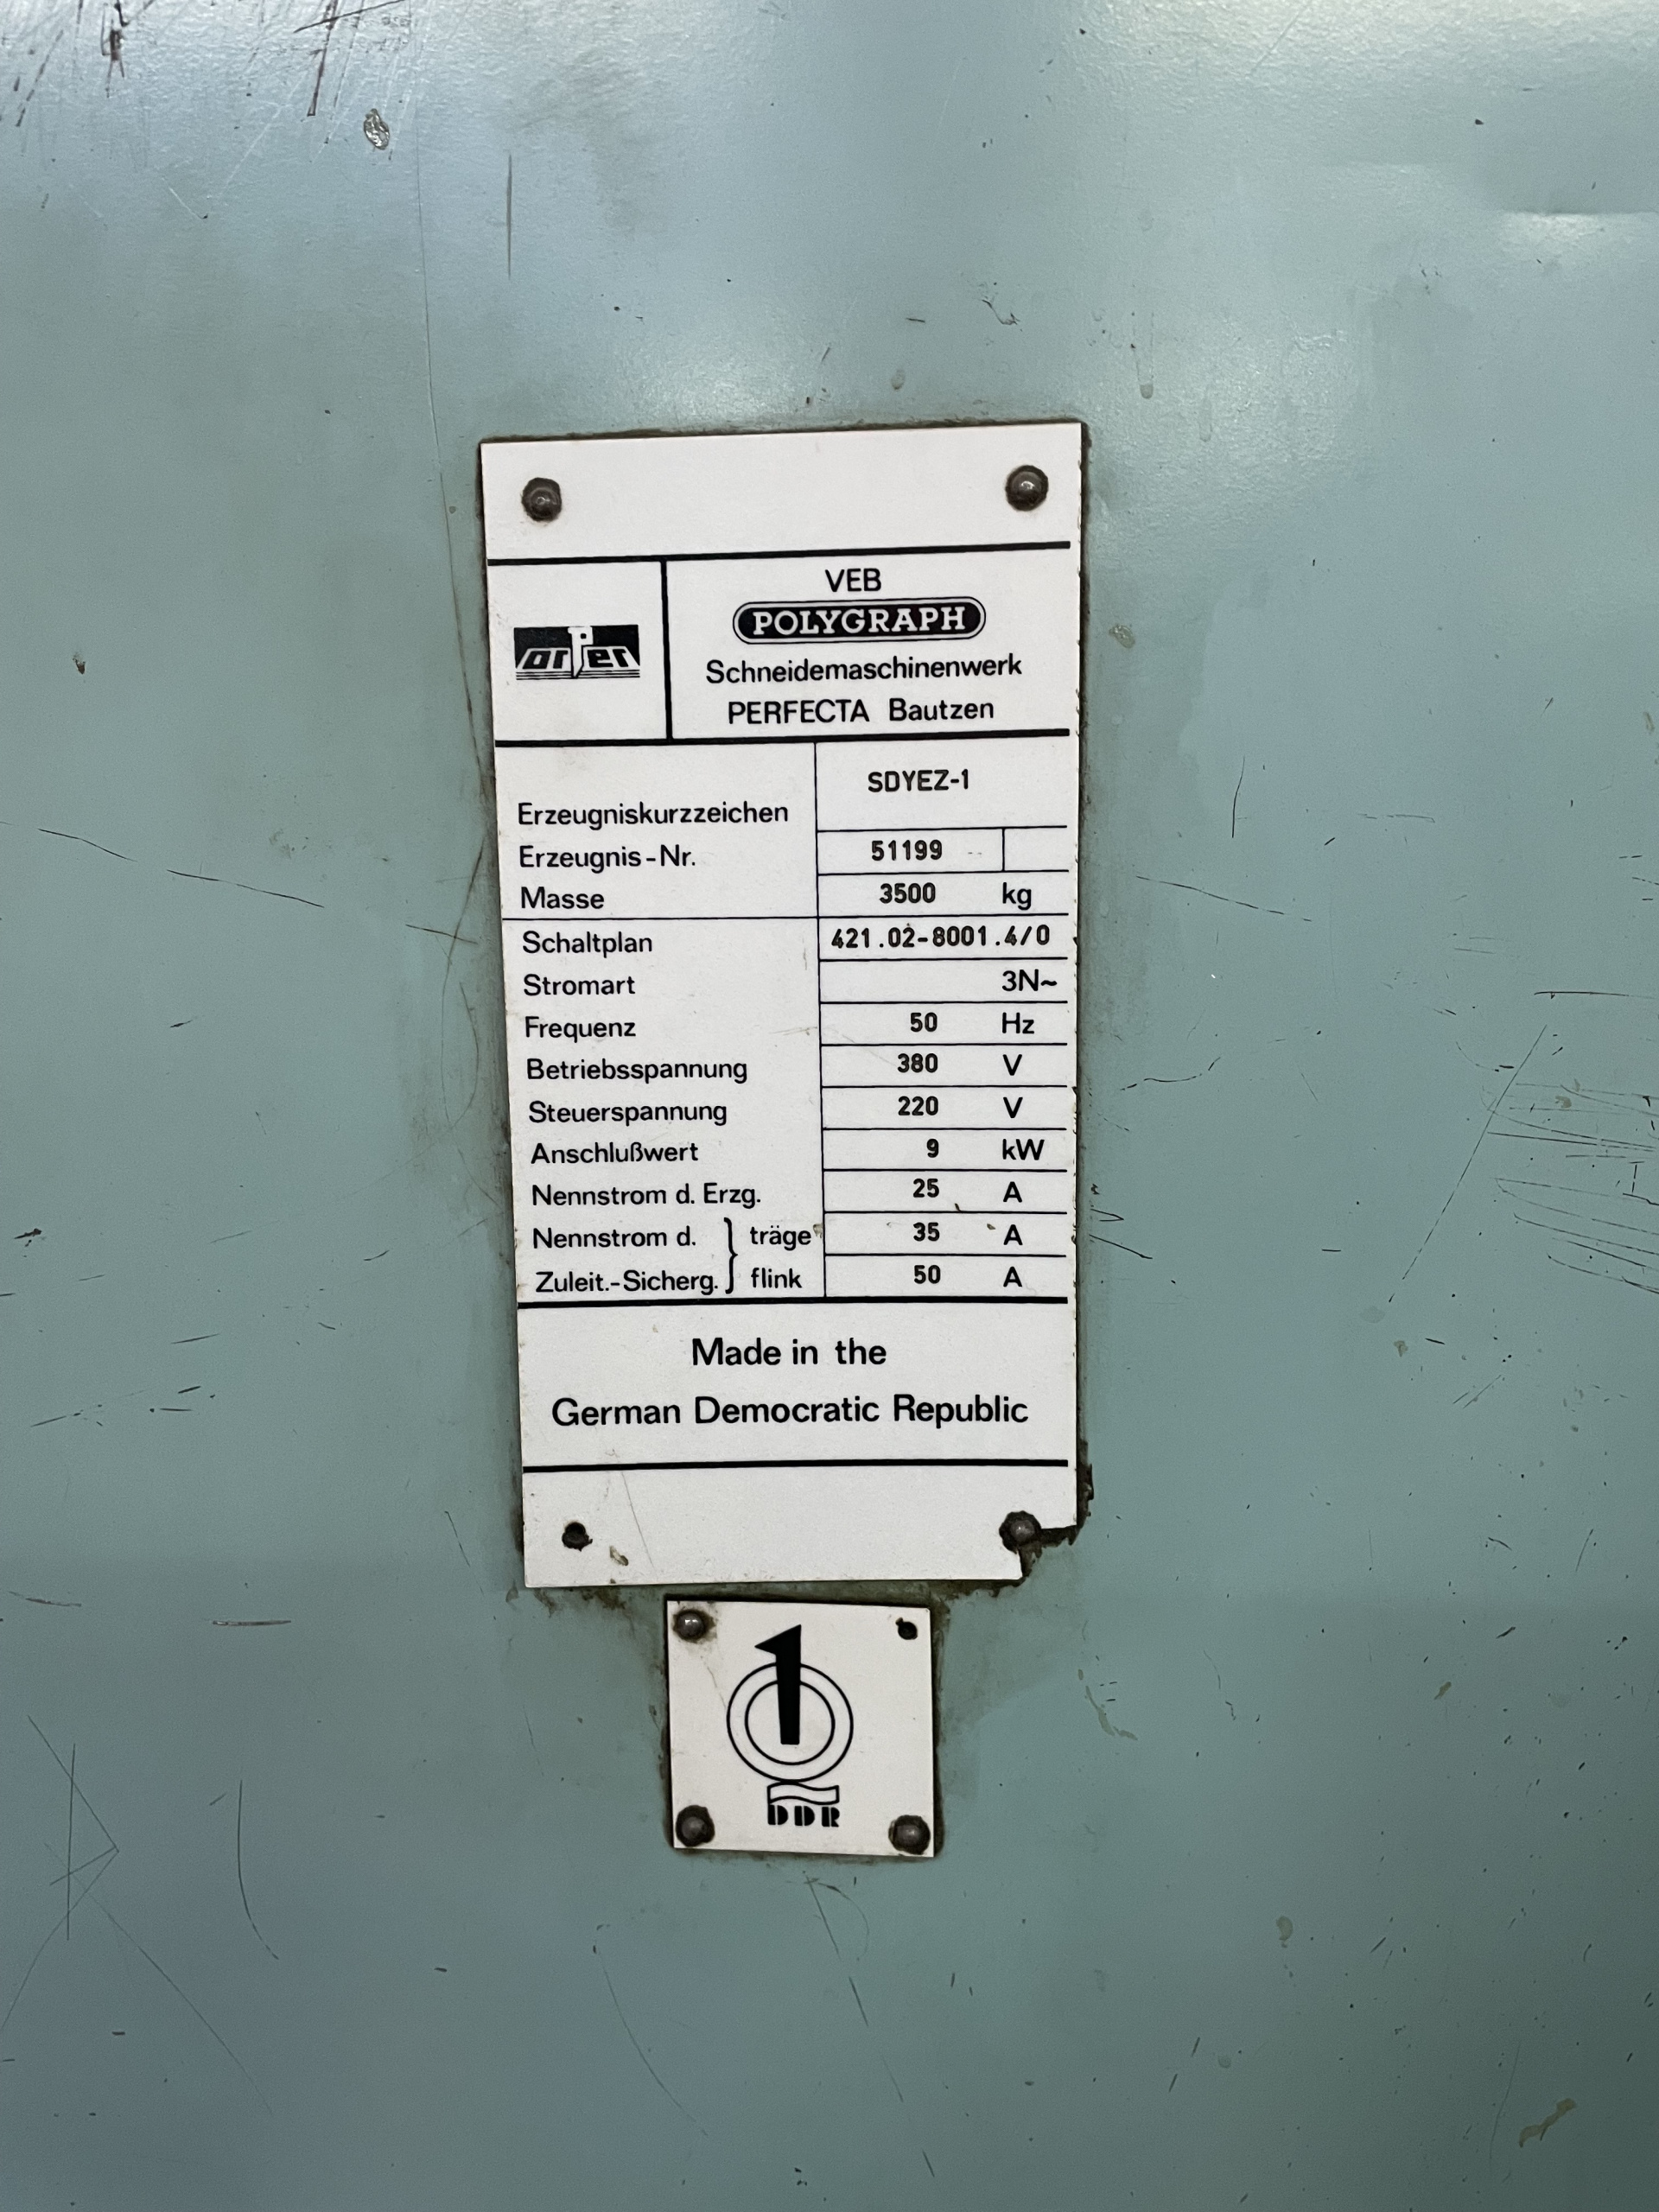 VEB
POLYGRAPH
Schneidemaschinenwerk
PERFECTA Bautzen
Erzeugniskurzzeichen SDYEZ-1
Erzeugnis-Nr. 51199
Masse 3500 kg
Schaltplan 421.02-8001.4/0
Stromart 3N~
Frequenz 50 Hz
Betriebsspannung 380 V
Steuerspannung 220 V
Anschlußwert 9 kW
Nennstrom d. Erzg. 25 A
Nennstrom d. } träge 35 A
Zuleit.-Sicherg. } flink 50 A
Made in the
German Democratic Republic
1
DDR